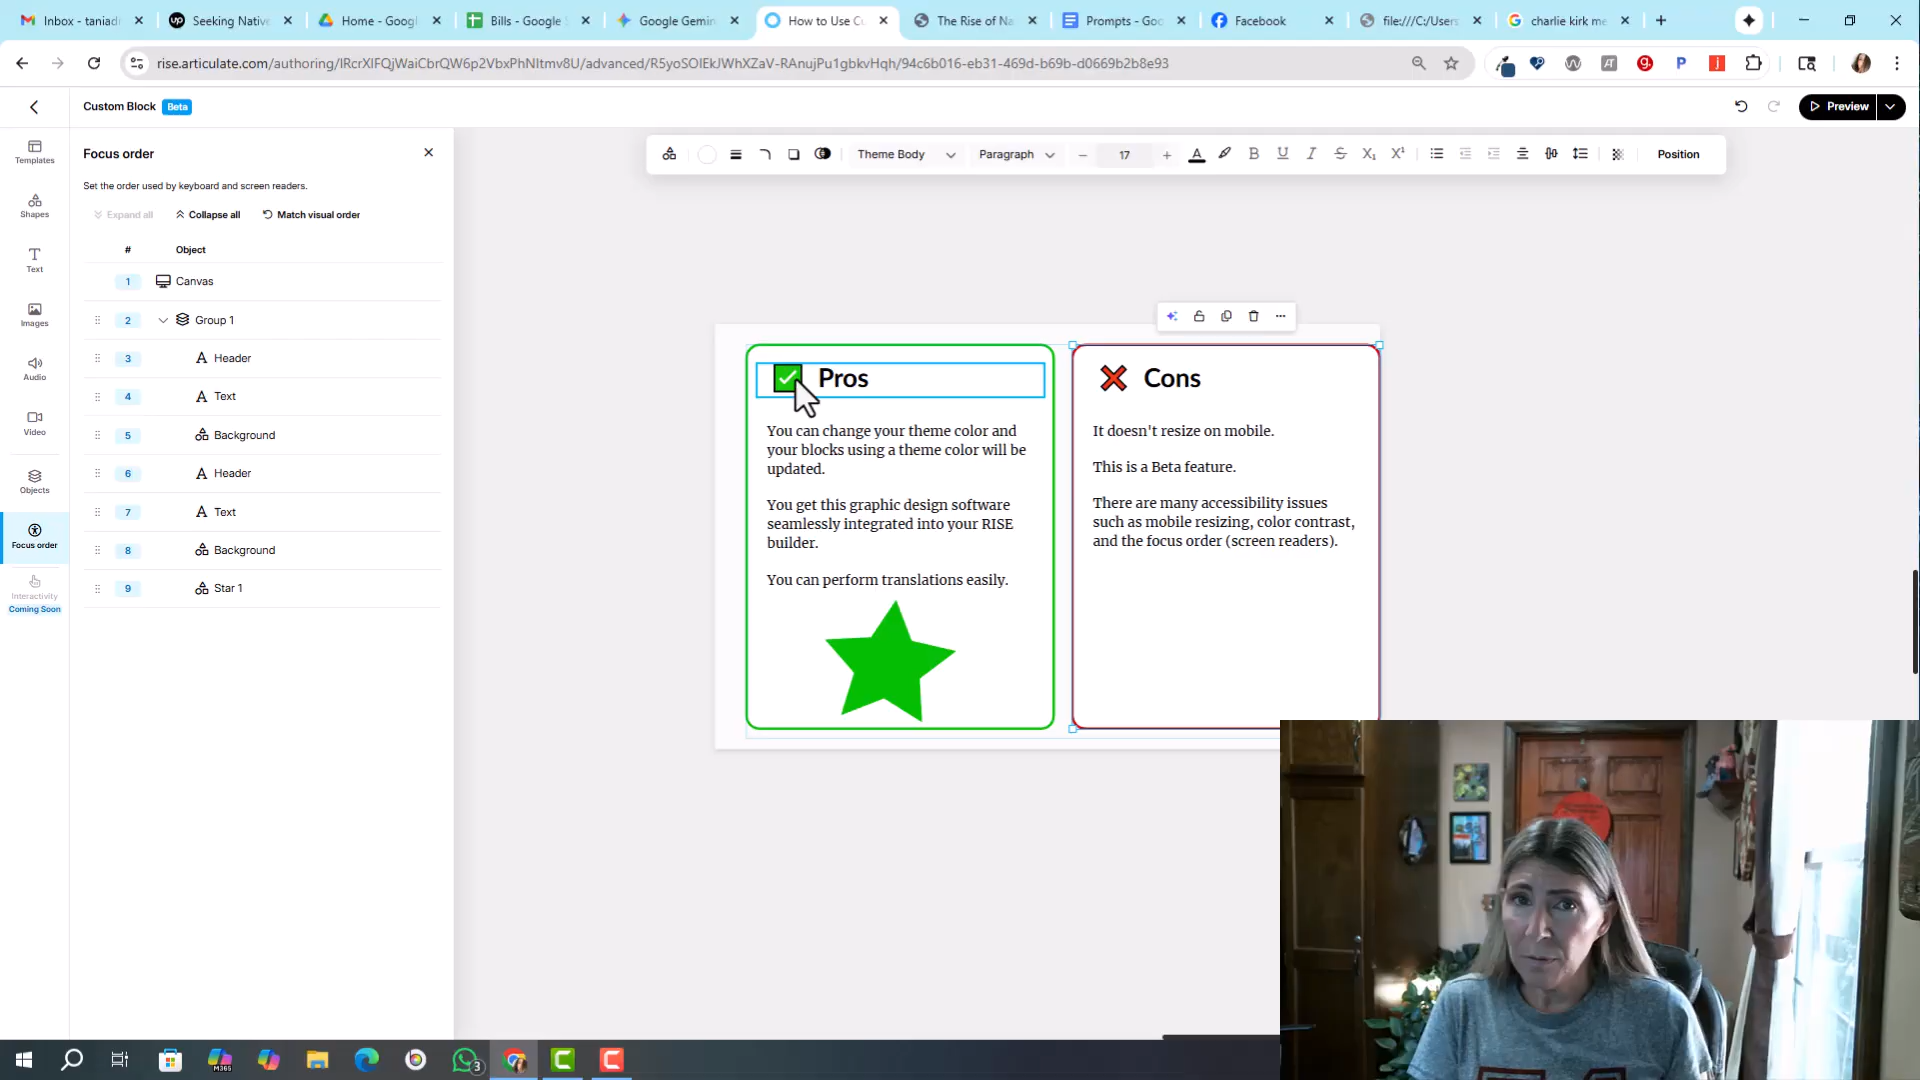 Inbox - taniadr
Seeking Native
Home - Google
Bills - Google S
Google Gemin
How to Use Cu
The Rise of Na
Prompts - Goo
Facebook
file:///C:/Users
charlie kirk me
rise.articulate.com/authoring/lRcrXlFQjWaiCbrQW6p2VbxPhNItmv8U/advanced/R5yoSOlEkJWhXZaV-RAnujPu1gbkvHqh/94c6b016-eb31-469d-b69b-d0669b2b8e93
Custom Block Beta
Preview
Templates
Shapes
Text
Images
Audio
Video
Objects
Focus order
Interactivity
Coming Soon
Focus order
Set the order used by keyboard and screen readers.
Expand all
Collapse all
Match visual order
# Object
1 Canvas
2 Group 1
3 Header
4 Text
5 Background
6 Header
7 Text
8 Background
9 Star 1
Theme Body
Paragraph
17
Position
Pros
You can change your theme color and
your blocks using a theme color will be
updated.
You get this graphic design software
seamlessly integrated into your RISE
builder.
You can perform translations easily.
Cons
It doesn't resize on mobile.
This is a Beta feature.
There are many accessibility issues
such as mobile resizing, color contrast,
and the focus order (screen readers).
M365
3